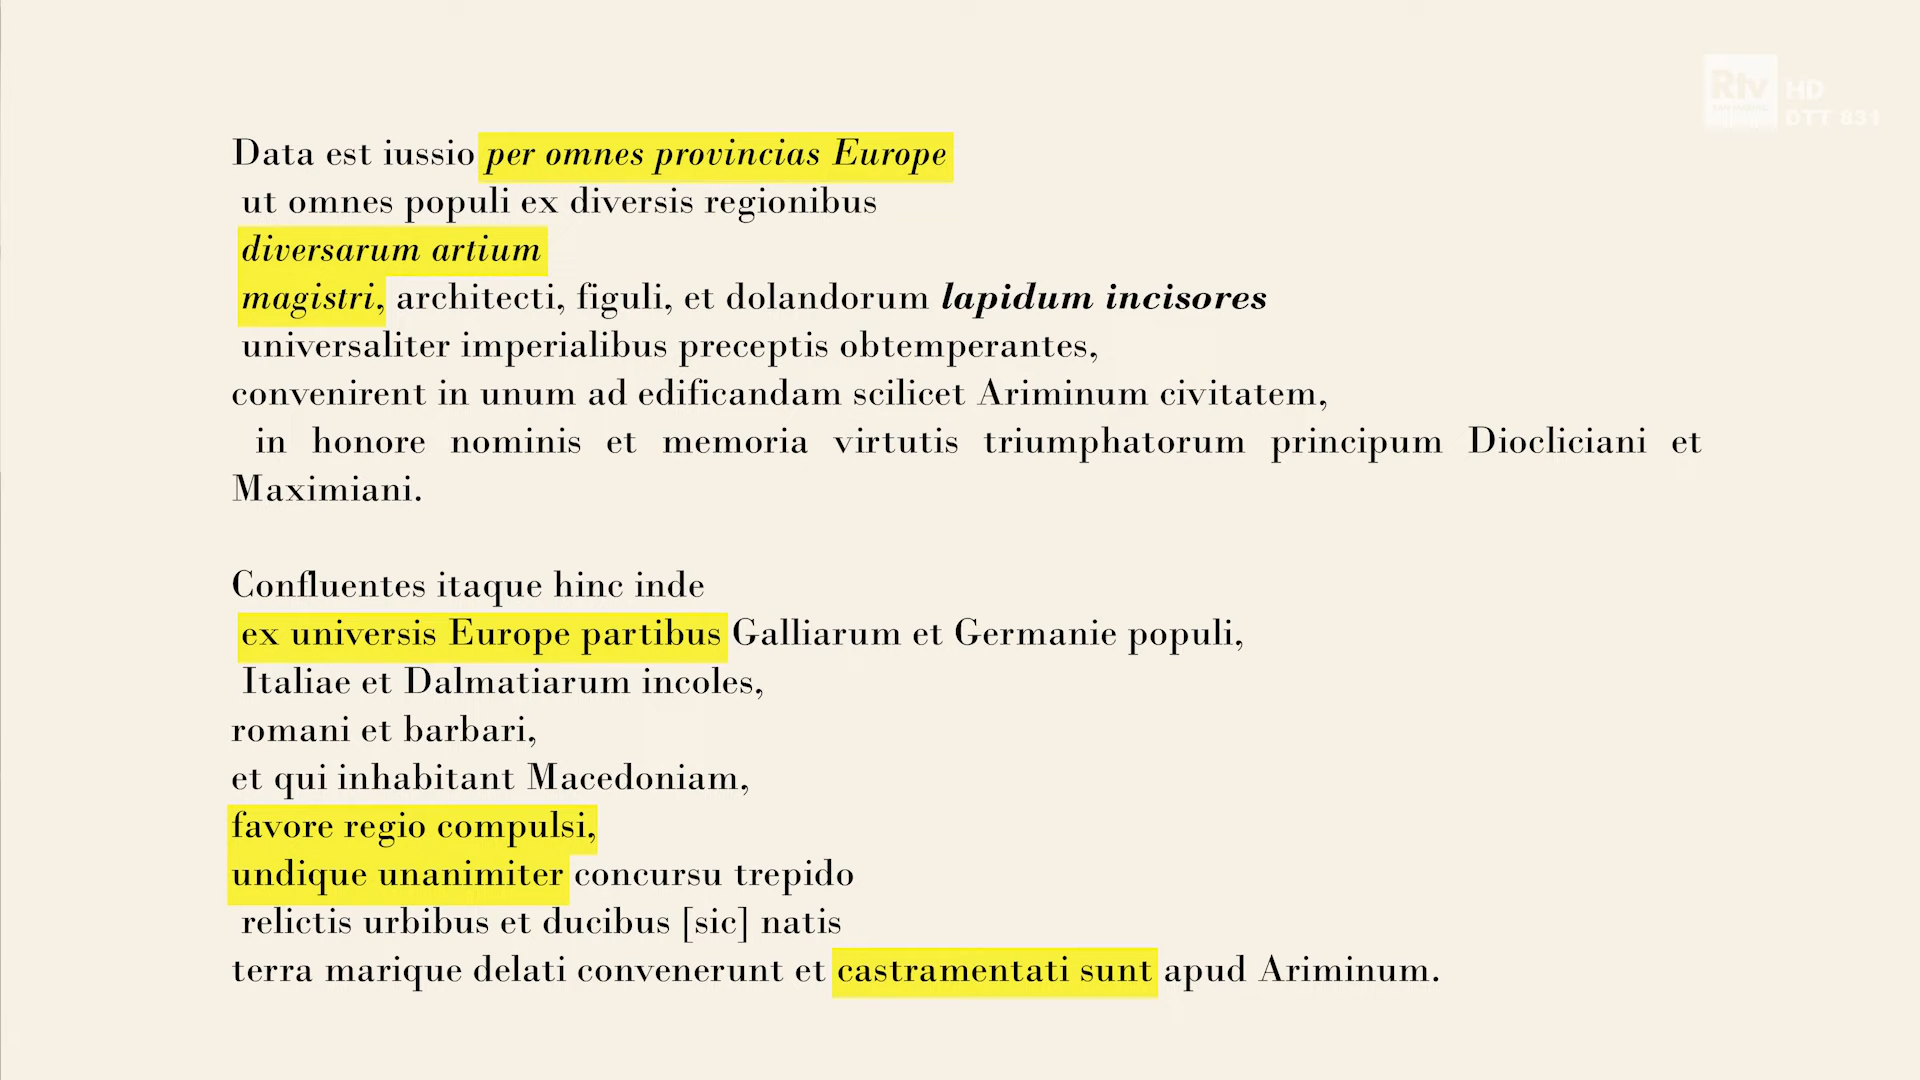 Rtv HD
DTT 831
Data est iussio per omnes provincias Europe
ut omnes populi ex diversis regionibus
diversarum artium
magistri, architecti, figuli, et dolandorum lapidum incisores
universaliter imperialibus preceptis obtemperantes,
convenirent in unum ad edificandam scilicet Ariminum civitatem,
in honore nominis et memoria virtutis triumphatorum principum Diocliciani et
Maximiani.
Confluentes itaque hinc inde
ex universis Europe partibus Galliarum et Germanie populi,
Italiae et Dalmatiarum incoles,
romani et barbari,
et qui inhabitant Macedoniam,
favore regio compulsi,
undique unanimiter concursu trepido
relictis urbibus et ducibus [sic] natis
terra marique delati convenerunt et castramentati sunt apud Ariminum.